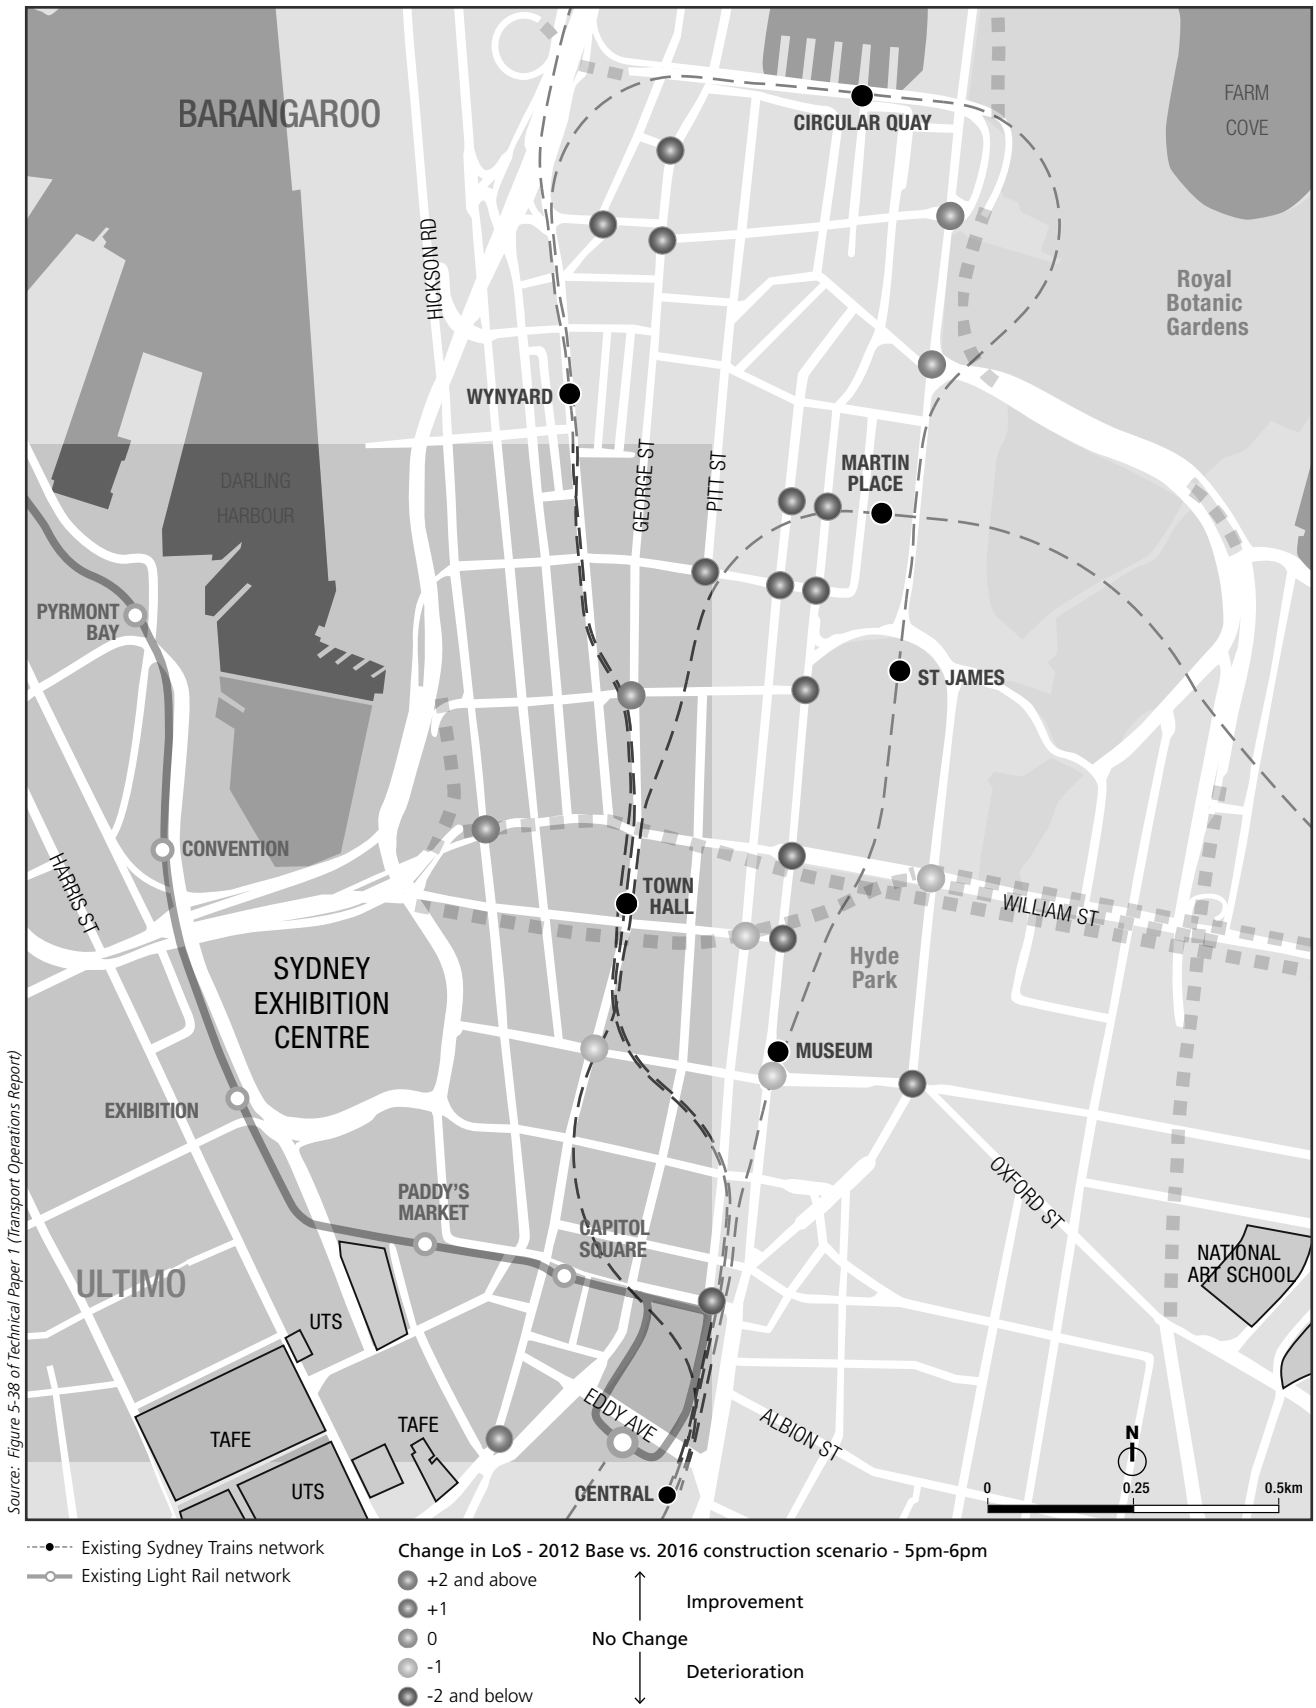 BARANGAROO
CIRCULAR QUAY
FARM
COVE
HICKSON RD
Royal
Botanic
Gardens
WYNYARD
GEORGE ST
PITT ST
MARTIN
PLACE
DARLING
HARBOUR
PYRMONT
BAY
ST JAMES
CONVENTION
HARRIS ST
TOWN
HALL
WILLIAM ST
SYDNEY
EXHIBITION
CENTRE
Hyde
Park
MUSEUM
EXHIBITION
OXFORD ST
PADDY'S
MARKET
CAPITOL
SQUARE
NATIONAL
ART SCHOOL
ULTIMO
UTS
EDDY AVE
ALBION ST
TAFE
TAFE
UTS
CENTRAL
N
0 0.25 0.5km
Source: Figure 5-38 of Technical Paper 1 (Transport Operations Report)
Existing Sydney Trains network
Existing Light Rail network
Change in LoS - 2012 Base vs. 2016 construction scenario - 5pm-6pm
+2 and above
+1
0
-1
-2 and below
Improvement
No Change
Deterioration